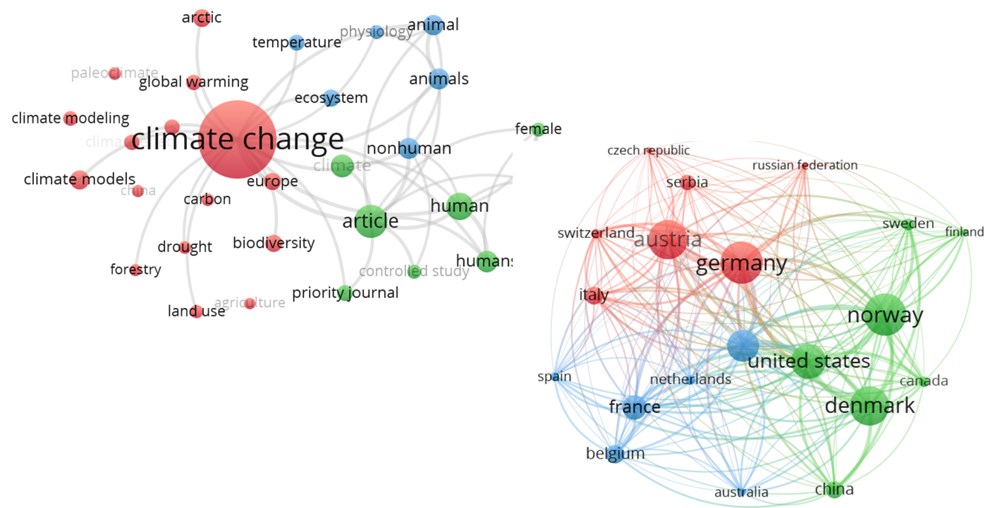 arctic
animal
physiology
temperature
paleoclimate
global warming
animals
ecosystem
climate modeling
climate change
nonhuman
female
climate
climate models
europe
china
carbon
human
article
drought
biodiversity
forestry
controlled study
humans
priority journal
agriculture
land use
czech republic
russian federation
serbia
sweden
finland
switzerland
austria
germany
italy
norway
united states
spain
netherlands
canada
france
denmark
belgium
china
australia